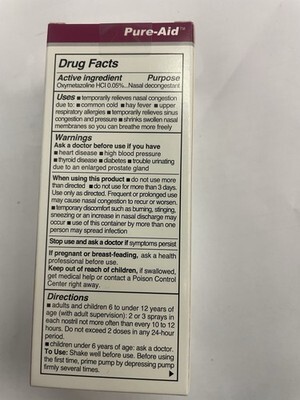 Pure-Aid™
Drug Facts
Active ingredient Purpose
Oxymetazoline HCl 0.05%...Nasal decongestant
Uses ▪ temporarily relieves nasal congestion
due to: ▪ common cold ▪ hay fever ▪ upper
respiratory allergies ▪ temporarily relieves sinus
congestion and pressure ▪ shrinks swollen nasal
membranes so you can breathe more freely
Warnings
Ask a doctor before use if you have
▪ heart disease ▪ high blood pressure
▪ thyroid disease ▪ diabetes ▪ trouble urinating
due to an enlarged prostate gland
When using this product ▪ do not use more
than directed ▪ do not use for more than 3 days.
Use only as directed. Frequent or prolonged use
may cause nasal congestion to recur or worsen.
▪ temporary discomfort such as burning, stinging,
sneezing or an increase in nasal discharge may
occur ▪ use of this container by more than one
person may spread infection
Stop use and ask a doctor if symptoms persist
If pregnant or breast-feeding, ask a health
professional before use.
Keep out of reach of children, if swallowed,
get medical help or contact a Poison Control
Center right away.
Directions
▪ adults and children 6 to under 12 years of
age (with adult supervision): 2 or 3 sprays in
each nostril not more often than every 10 to 12
hours. Do not exceed 2 doses in any 24-hour
period.
▪ children under 6 years of age: ask a doctor.
To Use: Shake well before use. Before using
the first time, prime pump by depressing pump
firmly several times.